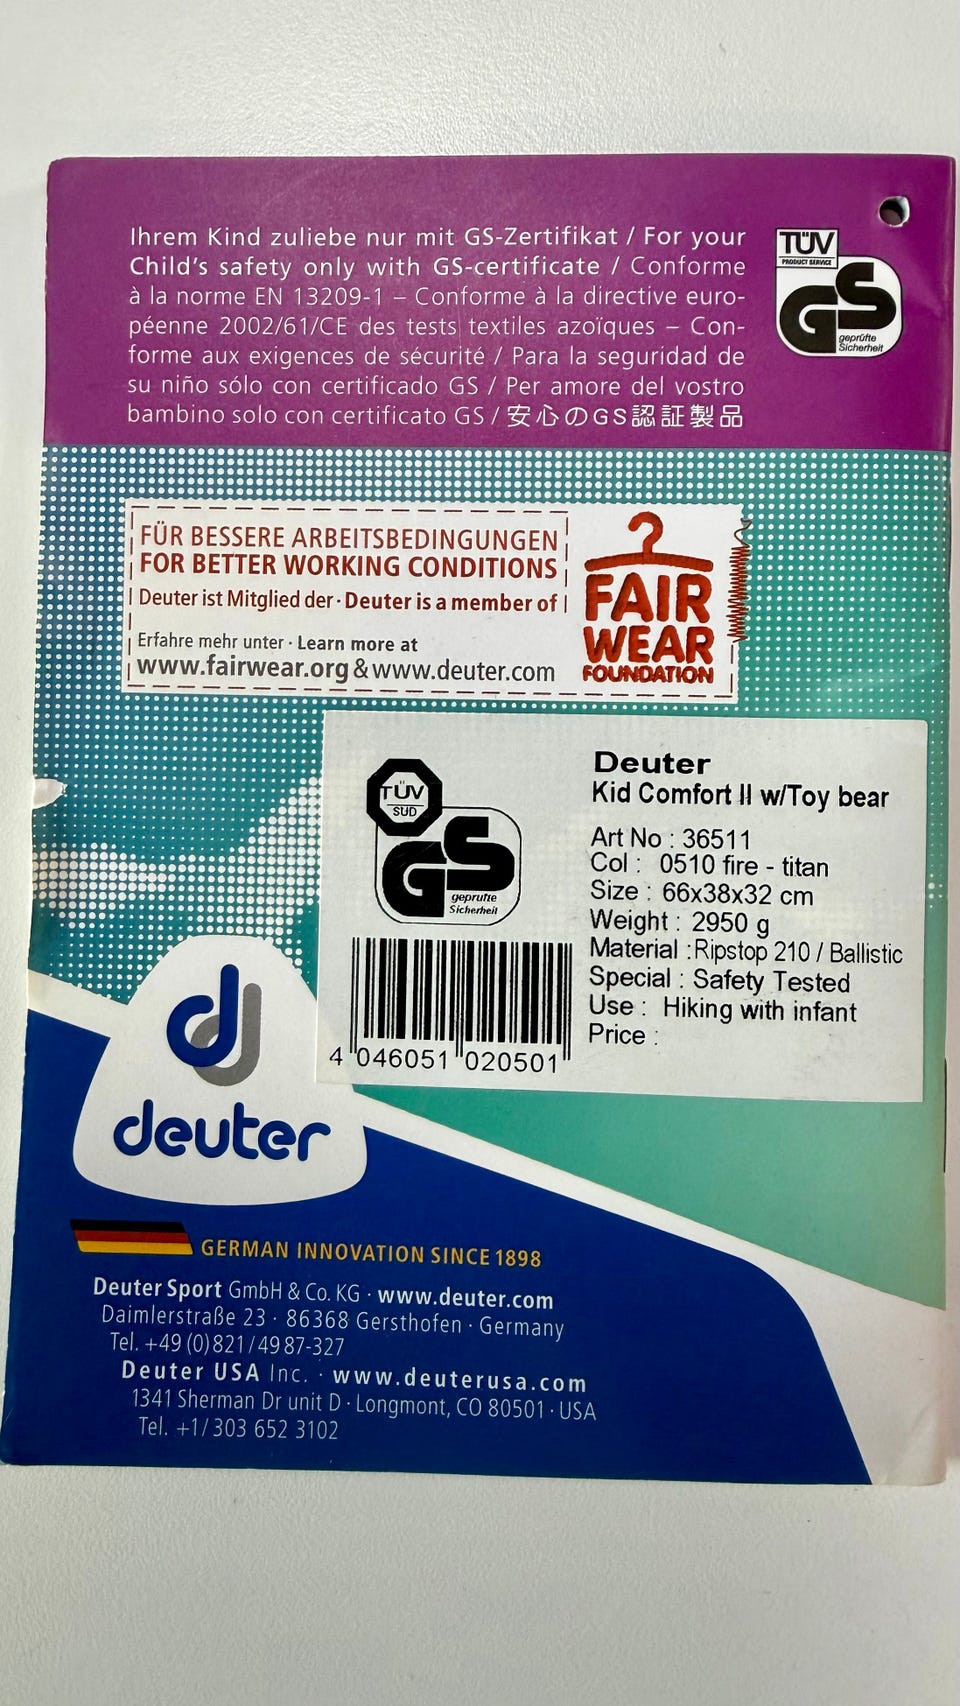 Ihrem Kind zuliebe nur mit GS-Zertifikat / For your
Child's safety only with GS-certificate / Conforme
à la norme EN 13209-1 – Conforme à la directive euro-
péenne 2002/61/CE des tests textiles azoïques – Con-
forme aux exigences de sécurité / Para la seguridad de
su niño sólo con certificado GS / Per amore del vostro
bambino solo con certificato GS / 安心のGS認証製品
TÜV
PRODUCT SERVICE
GS
geprüfte
Sicherheit
FÜR BESSERE ARBEITSBEDINGUNGEN
FOR BETTER WORKING CONDITIONS
Deuter ist Mitglied der · Deuter is a member of
Erfahre mehr unter · Learn more at
www.fairwear.org & www.deuter.com
FAIR
WEAR
FOUNDATION
TÜV
SÜD
GS
geprüfte
Sicherheit
4 046051 020501
Deuter
Kid Comfort II w/Toy bear
Art No : 36511
Col : 0510 fire - titan
Size : 66x38x32 cm
Weight : 2950 g
Material :Ripstop 210 / Ballistic
Special : Safety Tested
Use : Hiking with infant
Price :
deuter
GERMAN INNOVATION SINCE 1898
Deuter Sport GmbH & Co. KG · www.deuter.com
Daimlerstraße 23 · 86368 Gersthofen · Germany
Tel. +49 (0)821/49 87-327
Deuter USA Inc. · www.deuterusa.com
1341 Sherman Dr unit D · Longmont, CO 80501 · USA
Tel. +1/303 652 3102